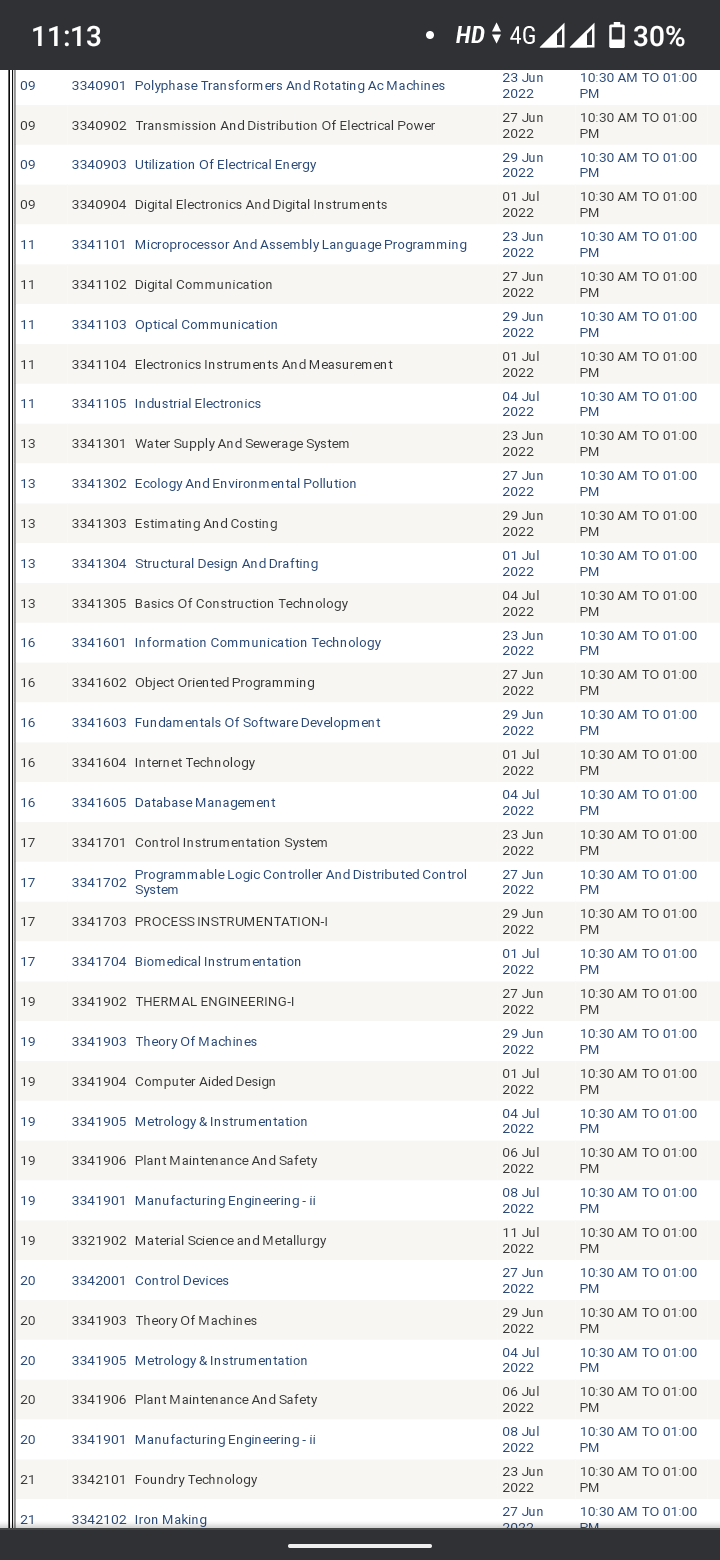 11:13 HD 4G 30%
09 3340901 Polyphase Transformers And Rotating Ac Machines 23 Jun 2022 10:30 AM TO 01:00 PM
09 3340902 Transmission And Distribution Of Electrical Power 27 Jun 2022 10:30 AM TO 01:00 PM
09 3340903 Utilization Of Electrical Energy 29 Jun 2022 10:30 AM TO 01:00 PM
09 3340904 Digital Electronics And Digital Instruments 01 Jul 2022 10:30 AM TO 01:00 PM
11 3341101 Microprocessor And Assembly Language Programming 23 Jun 2022 10:30 AM TO 01:00 PM
11 3341102 Digital Communication 27 Jun 2022 10:30 AM TO 01:00 PM
11 3341103 Optical Communication 29 Jun 2022 10:30 AM TO 01:00 PM
11 3341104 Electronics Instruments And Measurement 01 Jul 2022 10:30 AM TO 01:00 PM
11 3341105 Industrial Electronics 04 Jul 2022 10:30 AM TO 01:00 PM
13 3341301 Water Supply And Sewerage System 23 Jun 2022 10:30 AM TO 01:00 PM
13 3341302 Ecology And Environmental Pollution 27 Jun 2022 10:30 AM TO 01:00 PM
13 3341303 Estimating And Costing 29 Jun 2022 10:30 AM TO 01:00 PM
13 3341304 Structural Design And Drafting 01 Jul 2022 10:30 AM TO 01:00 PM
13 3341305 Basics Of Construction Technology 04 Jul 2022 10:30 AM TO 01:00 PM
16 3341601 Information Communication Technology 23 Jun 2022 10:30 AM TO 01:00 PM
16 3341602 Object Oriented Programming 27 Jun 2022 10:30 AM TO 01:00 PM
16 3341603 Fundamentals Of Software Development 29 Jun 2022 10:30 AM TO 01:00 PM
16 3341604 Internet Technology 01 Jul 2022 10:30 AM TO 01:00 PM
16 3341605 Database Management 04 Jul 2022 10:30 AM TO 01:00 PM
17 3341701 Control Instrumentation System 23 Jun 2022 10:30 AM TO 01:00 PM
17 3341702 Programmable Logic Controller And Distributed Control System 27 Jun 2022 10:30 AM TO 01:00 PM
17 3341703 PROCESS INSTRUMENTATION-I 29 Jun 2022 10:30 AM TO 01:00 PM
17 3341704 Biomedical Instrumentation 01 Jul 2022 10:30 AM TO 01:00 PM
19 3341902 THERMAL ENGINEERING-I 27 Jun 2022 10:30 AM TO 01:00 PM
19 3341903 Theory Of Machines 29 Jun 2022 10:30 AM TO 01:00 PM
19 3341904 Computer Aided Design 01 Jul 2022 10:30 AM TO 01:00 PM
19 3341905 Metrology & Instrumentation 04 Jul 2022 10:30 AM TO 01:00 PM
19 3341906 Plant Maintenance And Safety 06 Jul 2022 10:30 AM TO 01:00 PM
19 3341901 Manufacturing Engineering - ii 08 Jul 2022 10:30 AM TO 01:00 PM
19 3321902 Material Science and Metallurgy 11 Jul 2022 10:30 AM TO 01:00 PM
20 3342001 Control Devices 27 Jun 2022 10:30 AM TO 01:00 PM
20 3341903 Theory Of Machines 29 Jun 2022 10:30 AM TO 01:00 PM
20 3341905 Metrology & Instrumentation 04 Jul 2022 10:30 AM TO 01:00 PM
20 3341906 Plant Maintenance And Safety 06 Jul 2022 10:30 AM TO 01:00 PM
20 3341901 Manufacturing Engineering - ii 08 Jul 2022 10:30 AM TO 01:00 PM
21 3342101 Foundry Technology 23 Jun 2022 10:30 AM TO 01:00 PM
21 3342102 Iron Making 27 Jun 2022 10:30 AM TO 01:00 PM